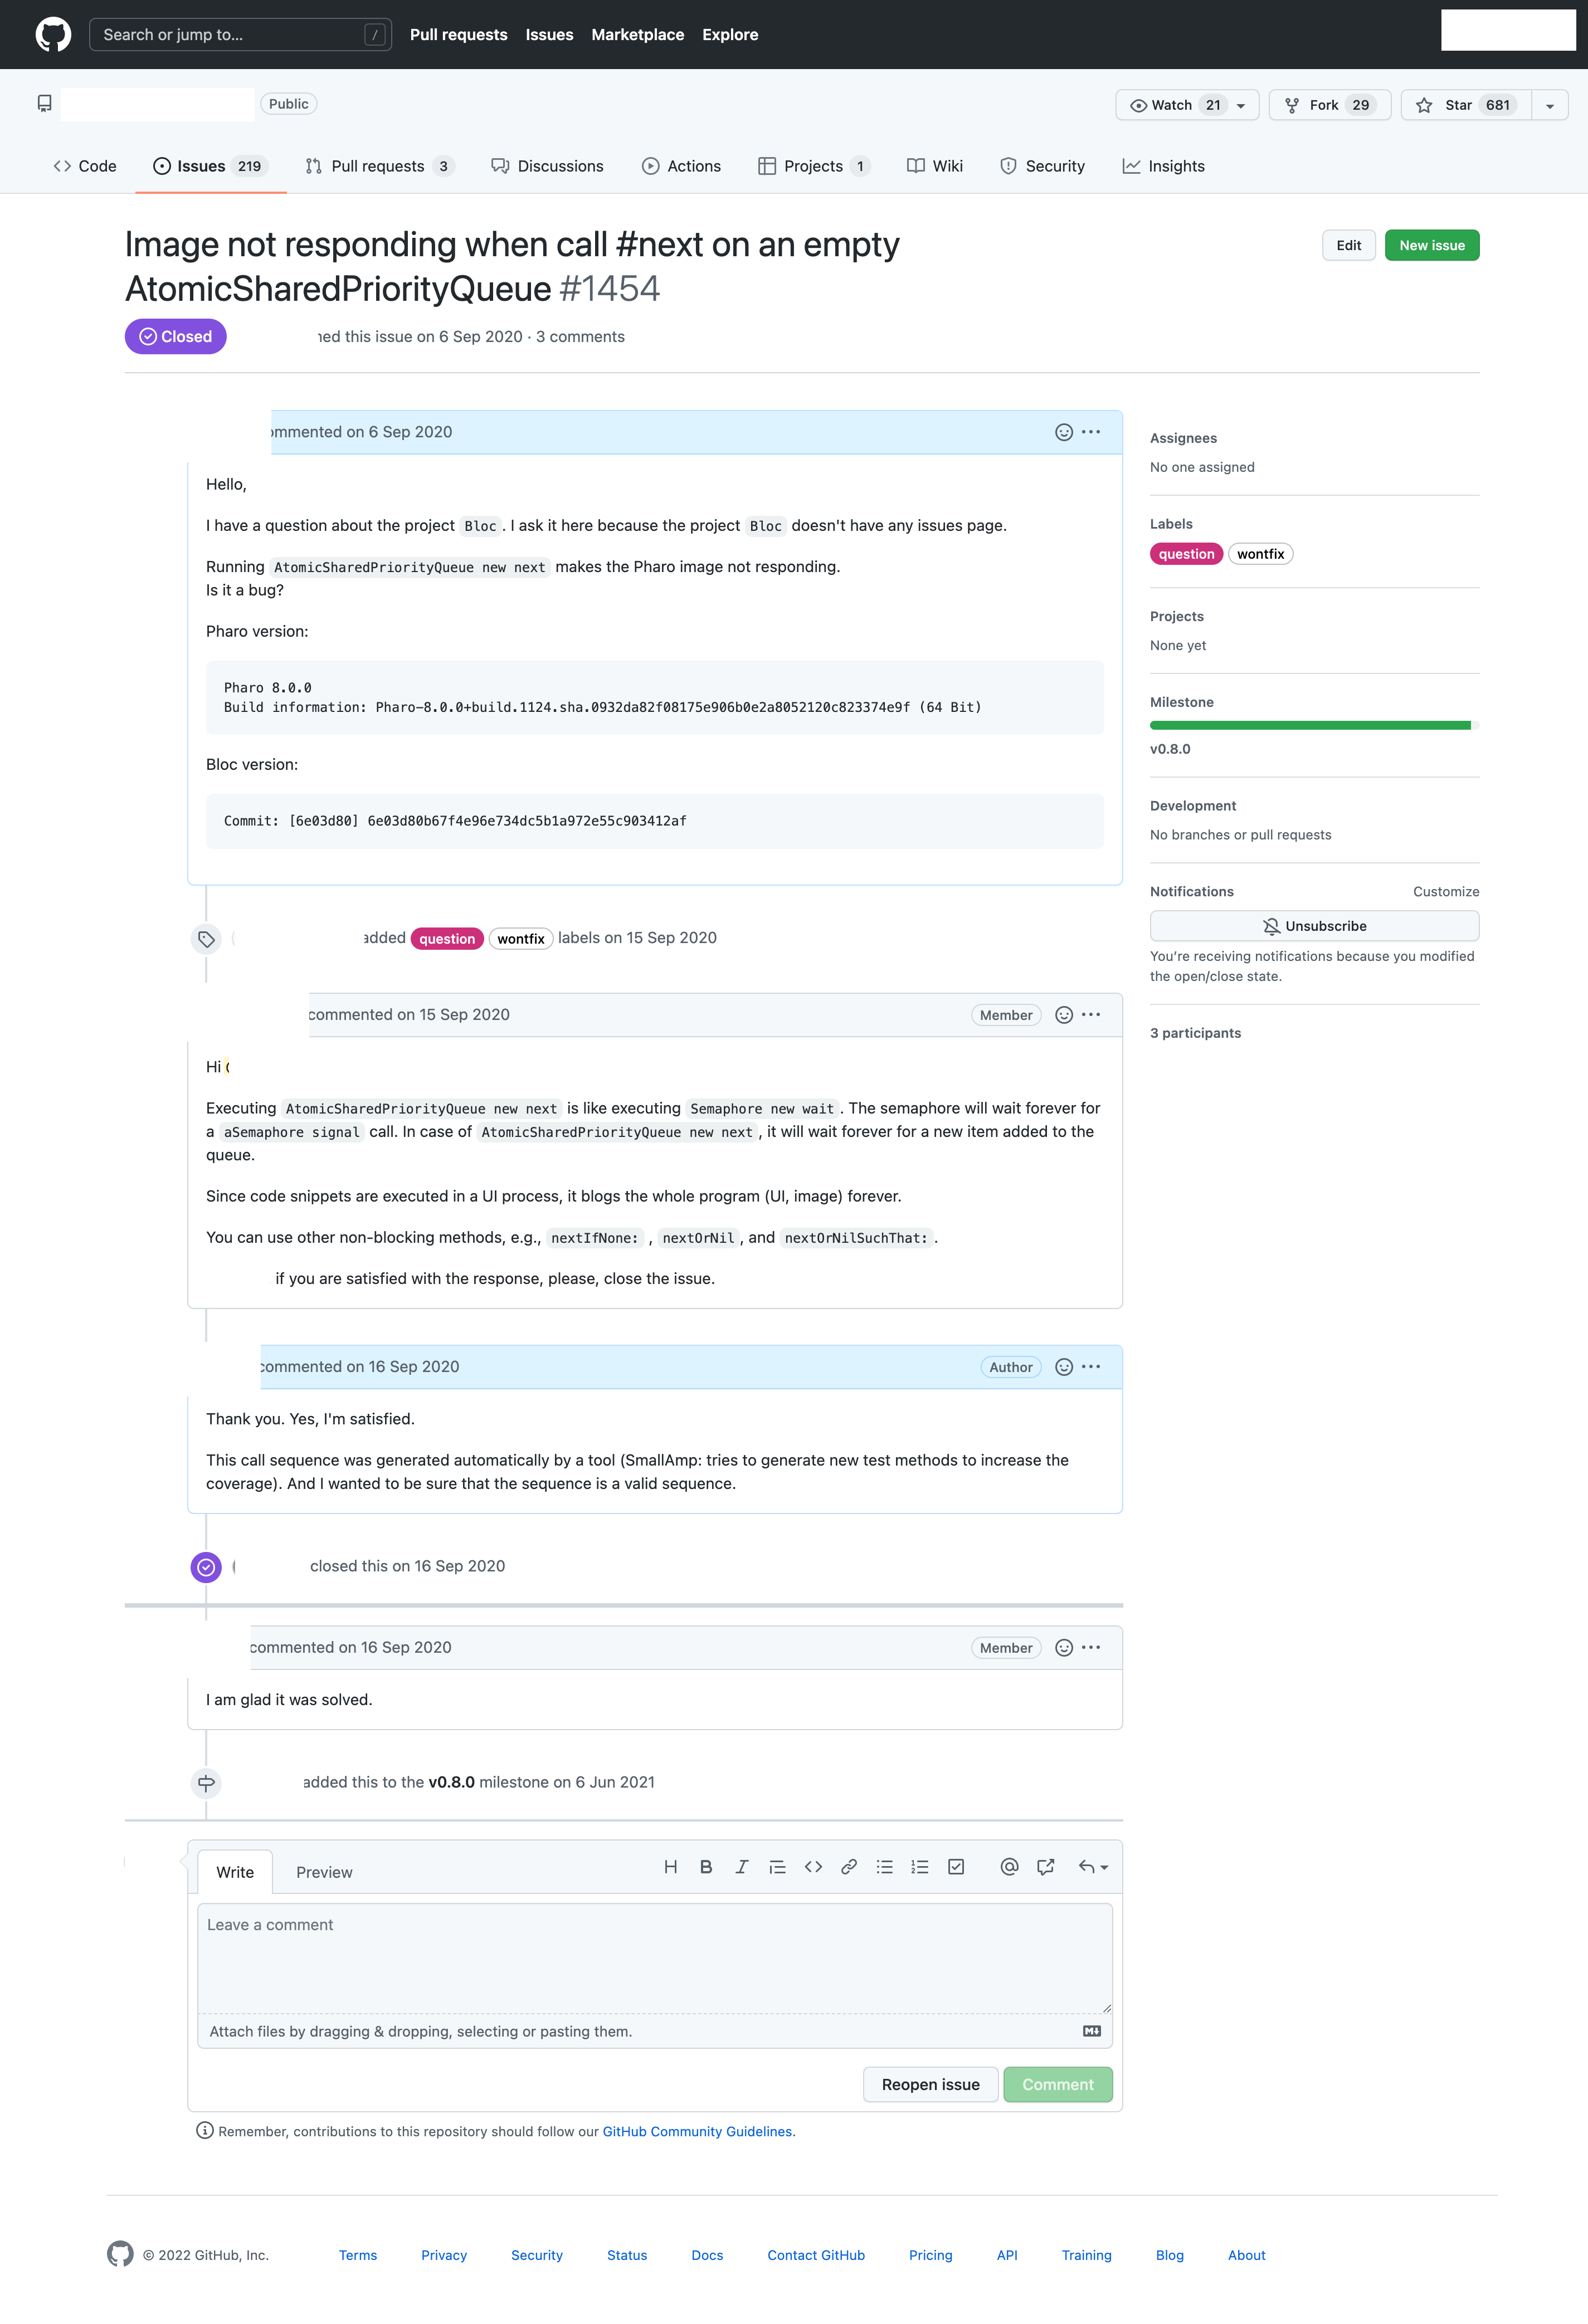 Search or jump to... /
Pull requests Issues Marketplace Explore
Public
Watch 21
Fork 29
Star 681
Code
Issues 219
Pull requests 3
Discussions
Actions
Projects 1
Wiki
Security
Insights
Image not responding when call #next on an empty
AtomicSharedPriorityQueue #1454
Edit
New issue
Closed
ned this issue on 6 Sep 2020 · 3 comments
ommented on 6 Sep 2020
Hello,
I have a question about the project Bloc. I ask it here because the project Bloc doesn't have any issues page.
Running AtomicSharedPriorityQueue new next makes the Pharo image not responding.
Is it a bug?
Pharo version:
Pharo 8.0.0
Build information: Pharo-8.0.0+build.1124.sha.0932da82f08175e906b0e2a8052120c823374e9f (64 Bit)
Bloc version:
Commit: [6e03d80] 6e03d80b67f4e96e734dc5b1a972e55c903412af
added question wontfix labels on 15 Sep 2020
commented on 15 Sep 2020
Member
Hi
Executing AtomicSharedPriorityQueue new next is like executing Semaphore new wait. The semaphore will wait forever for
a aSemaphore signal call. In case of AtomicSharedPriorityQueue new next, it will wait forever for a new item added to the
queue.
Since code snippets are executed in a UI process, it blogs the whole program (UI, image) forever.
You can use other non-blocking methods, e.g., nextIfNone: , nextOrNil, and nextOrNilSuchThat: .
if you are satisfied with the response, please, close the issue.
commented on 16 Sep 2020
Author
Thank you. Yes, I'm satisfied.
This call sequence was generated automatically by a tool (SmallAmp: tries to generate new test methods to increase the
coverage). And I wanted to be sure that the sequence is a valid sequence.
closed this on 16 Sep 2020
commented on 16 Sep 2020
Member
I am glad it was solved.
added this to the v0.8.0 milestone on 6 Jun 2021
Write
Preview
Leave a comment
Attach files by dragging & dropping, selecting or pasting them.
Reopen issue
Comment
Remember, contributions to this repository should follow our GitHub Community Guidelines.
Assignees
No one assigned
Labels
question wontfix
Projects
None yet
Milestone
v0.8.0
Development
No branches or pull requests
Notifications
Customize
Unsubscribe
You're receiving notifications because you modified
the open/close state.
3 participants
© 2022 GitHub, Inc.
Terms
Privacy
Security
Status
Docs
Contact GitHub
Pricing
API
Training
Blog
About